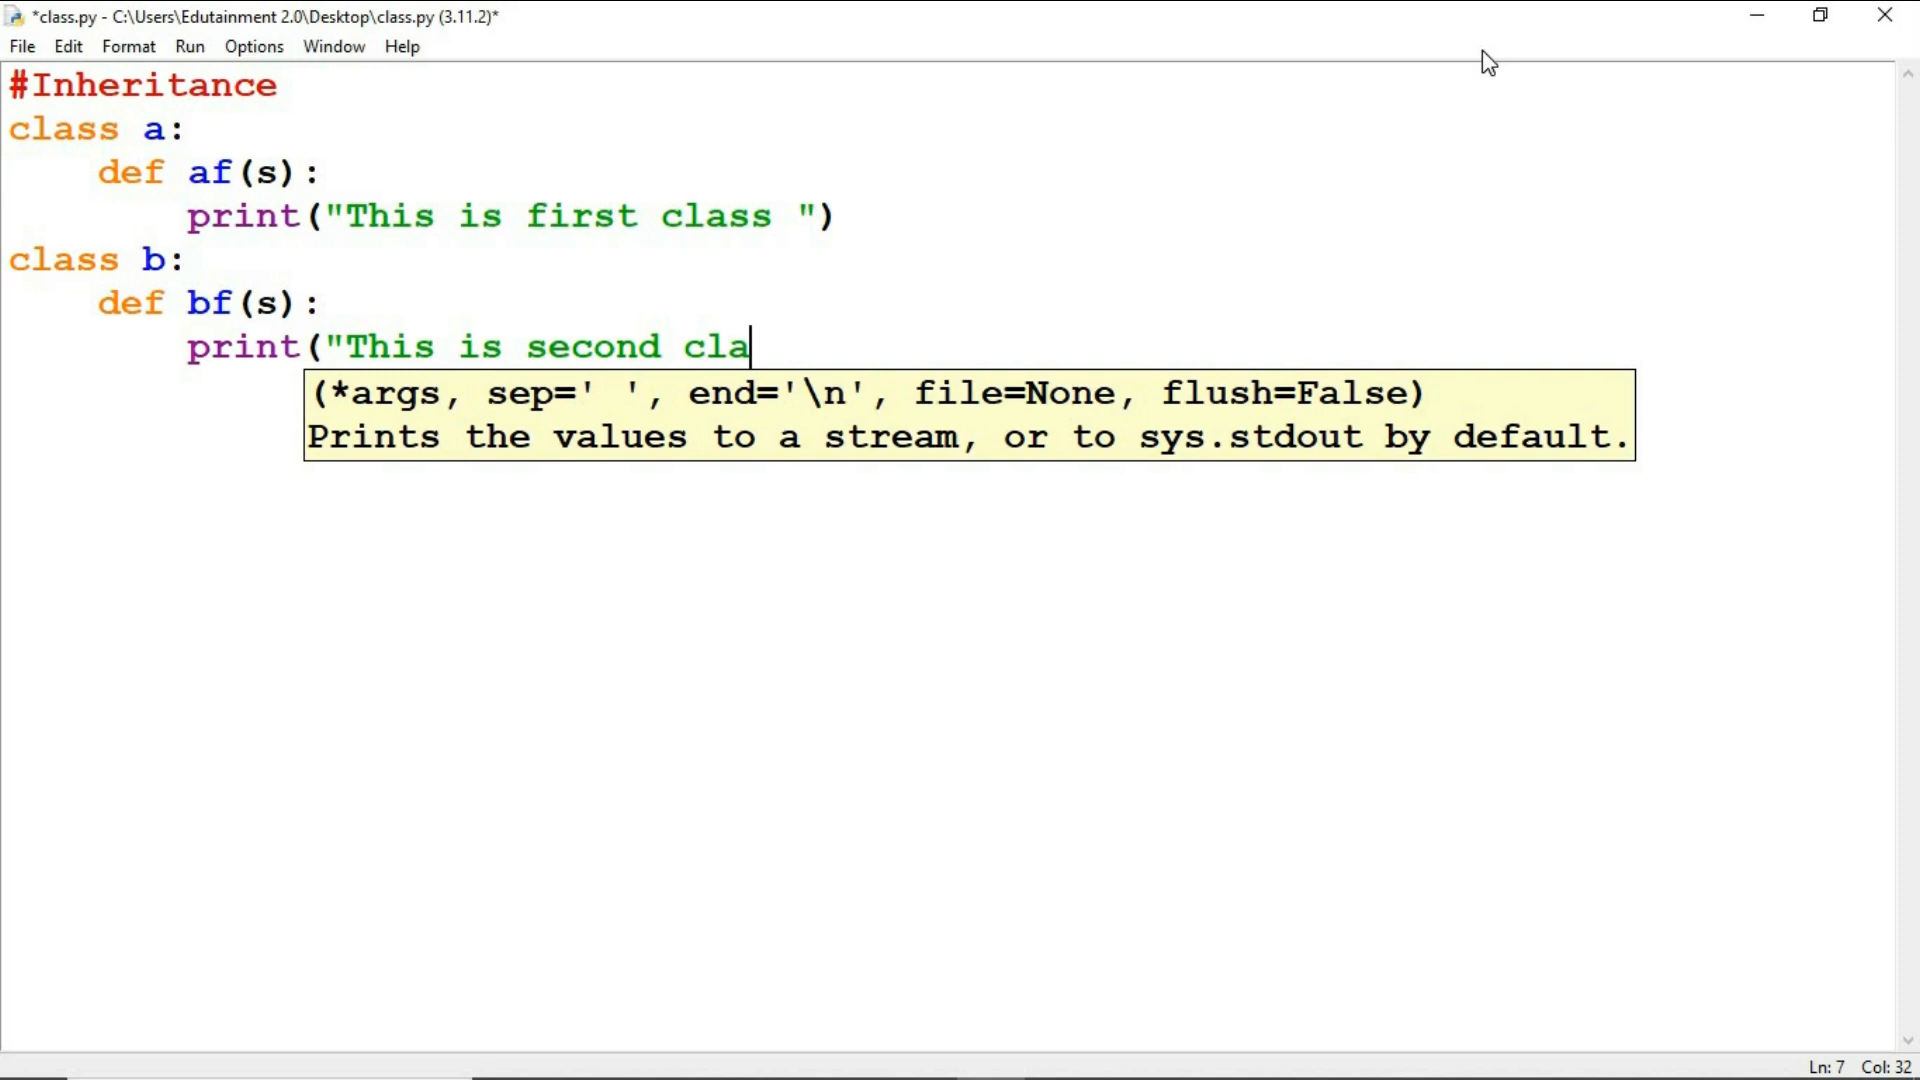 *class.py - C:\Users\Edutainment 2.0\Desktop\class.py (3.11.2)*
File Edit Format Run Options Window Help
#Inheritance
class a:
    def af(s):
        print("This is first class ")
class b:
    def bf(s):
        print("This is second cla
(*args, sep=' ', end='\n', file=None, flush=False)
Prints the values to a stream, or to sys.stdout by default.
Ln: 7 Col: 32